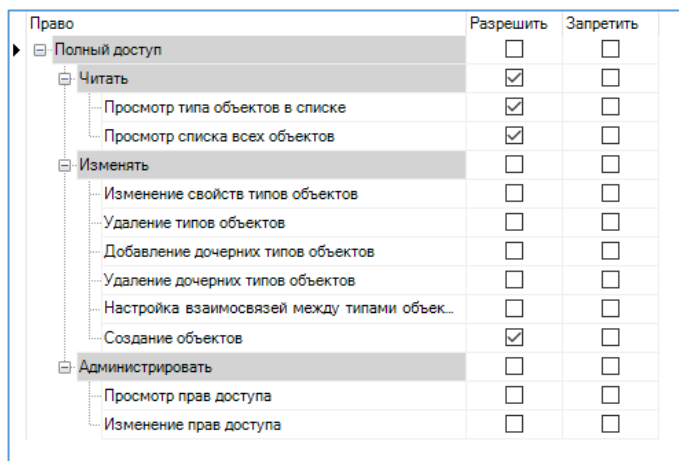 Право Разрешить Запретить
Полный доступ
Читать
Просмотр типа объектов в списке
Просмотр списка всех объектов
Изменять
Изменение свойств типов объектов
Удаление типов объектов
Добавление дочерних типов объектов
Удаление дочерних типов объектов
Настройка взаимосвязей между типами объек...
Создание объектов
Администрировать
Просмотр прав доступа
Изменение прав доступа